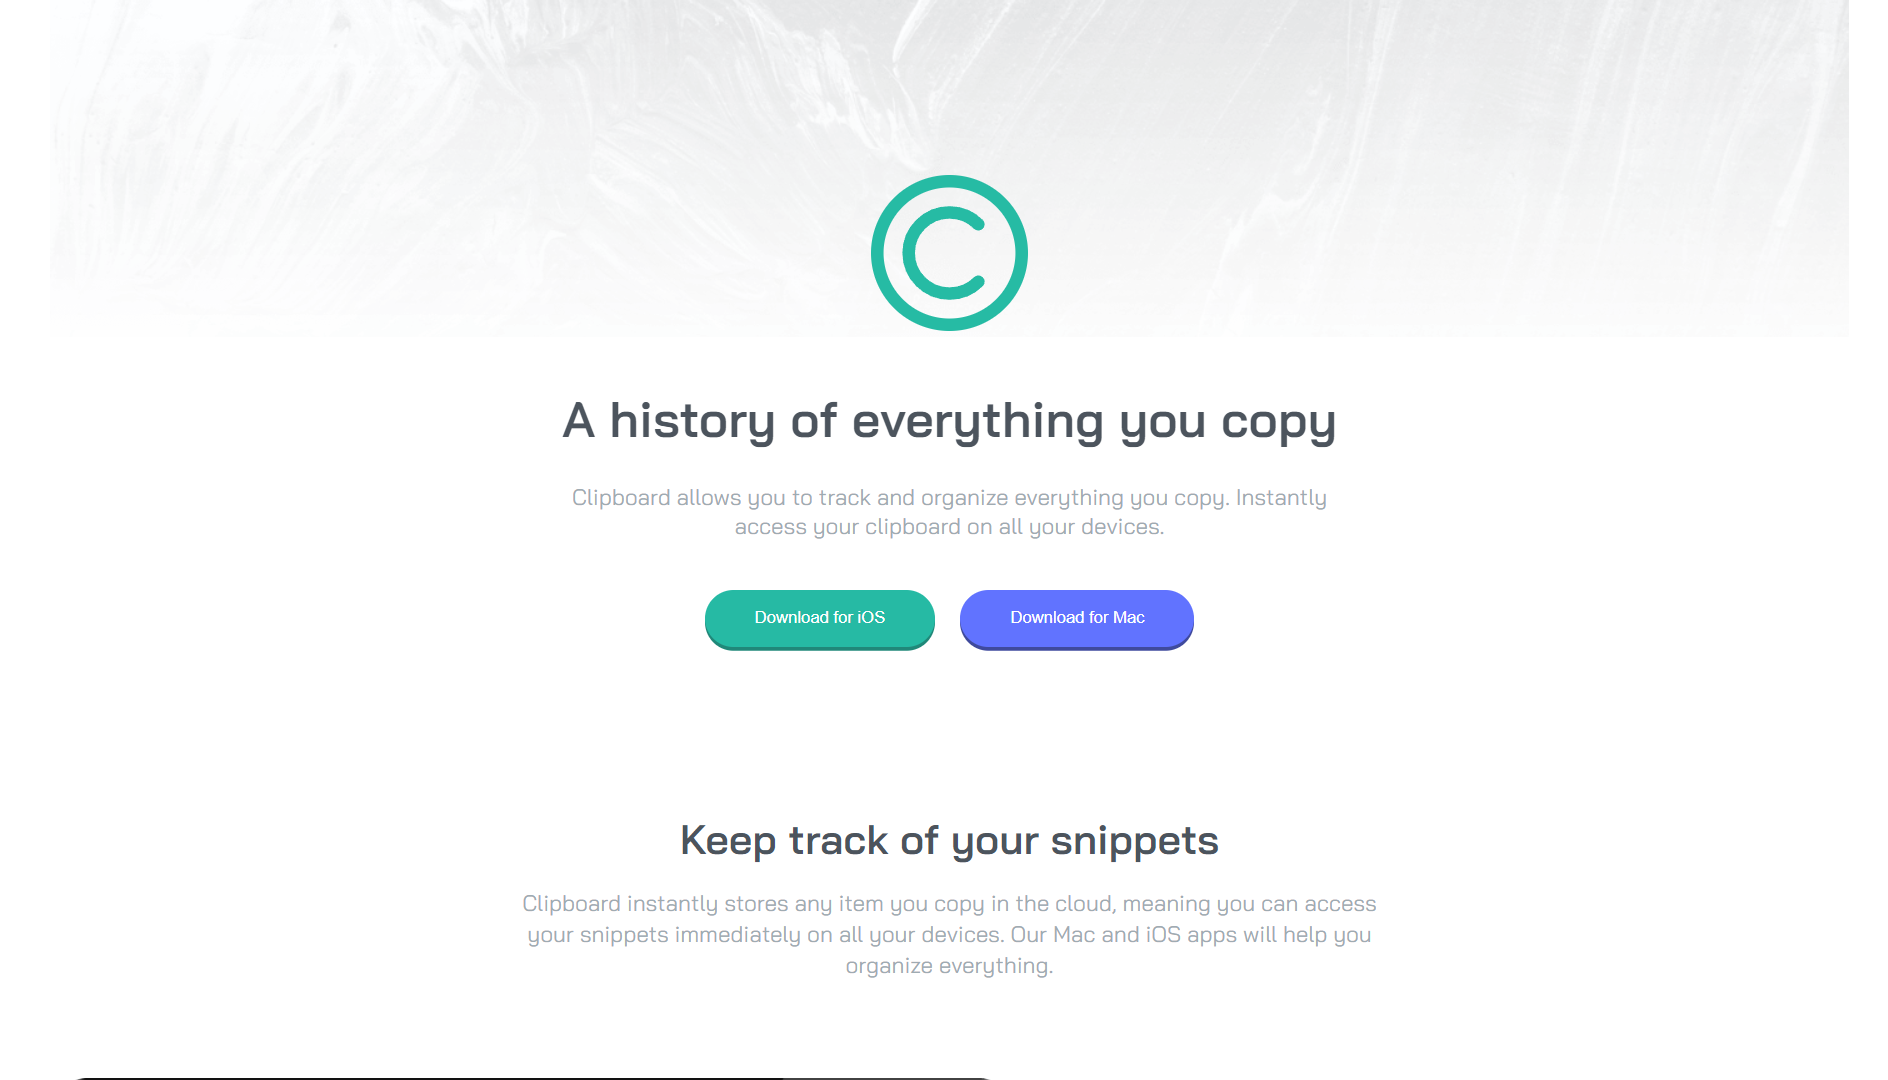 A history of everything you copy
Clipboard allows you to track and organize everything you copy. Instantly
access your clipboard on all your devices.
Download for iOS
Download for Mac
Keep track of your snippets
Clipboard instantly stores any item you copy in the cloud, meaning you can access
your snippets immediately on all your devices. Our Mac and iOS apps will help you
organize everything.